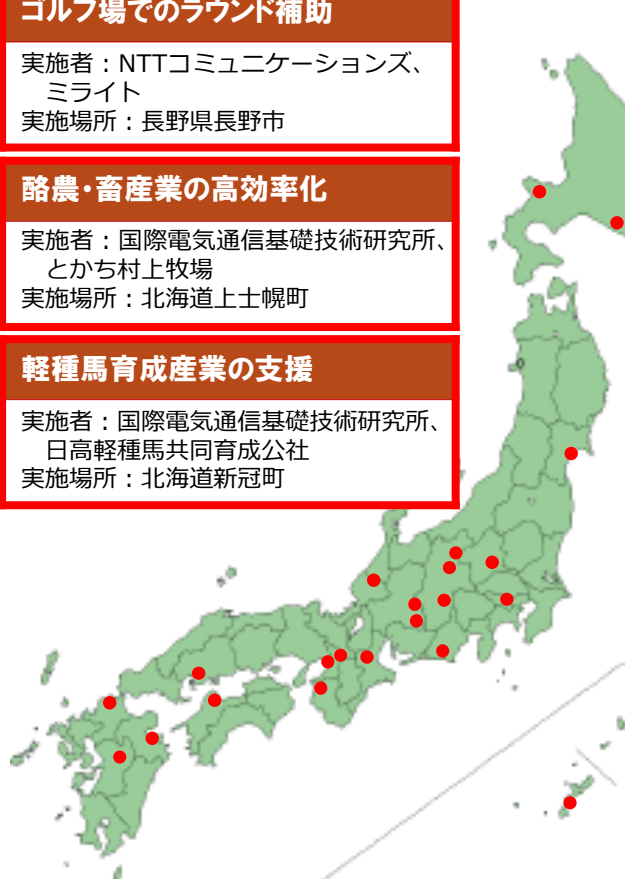 ゴルフ場でのラウンド補助
実施者：NTTコミュニケーションズ、
ミライト
実施場所：長野県長野市
酪農・畜産業の高効率化
実施者：国際電気通信基礎技術研究所、
とかち村上牧場
実施場所：北海道上士幌町
軽種馬育成産業の支援
実施者：国際電気通信基礎技術研究所、
日高軽種馬共同育成公社
実施場所：北海道新冠町